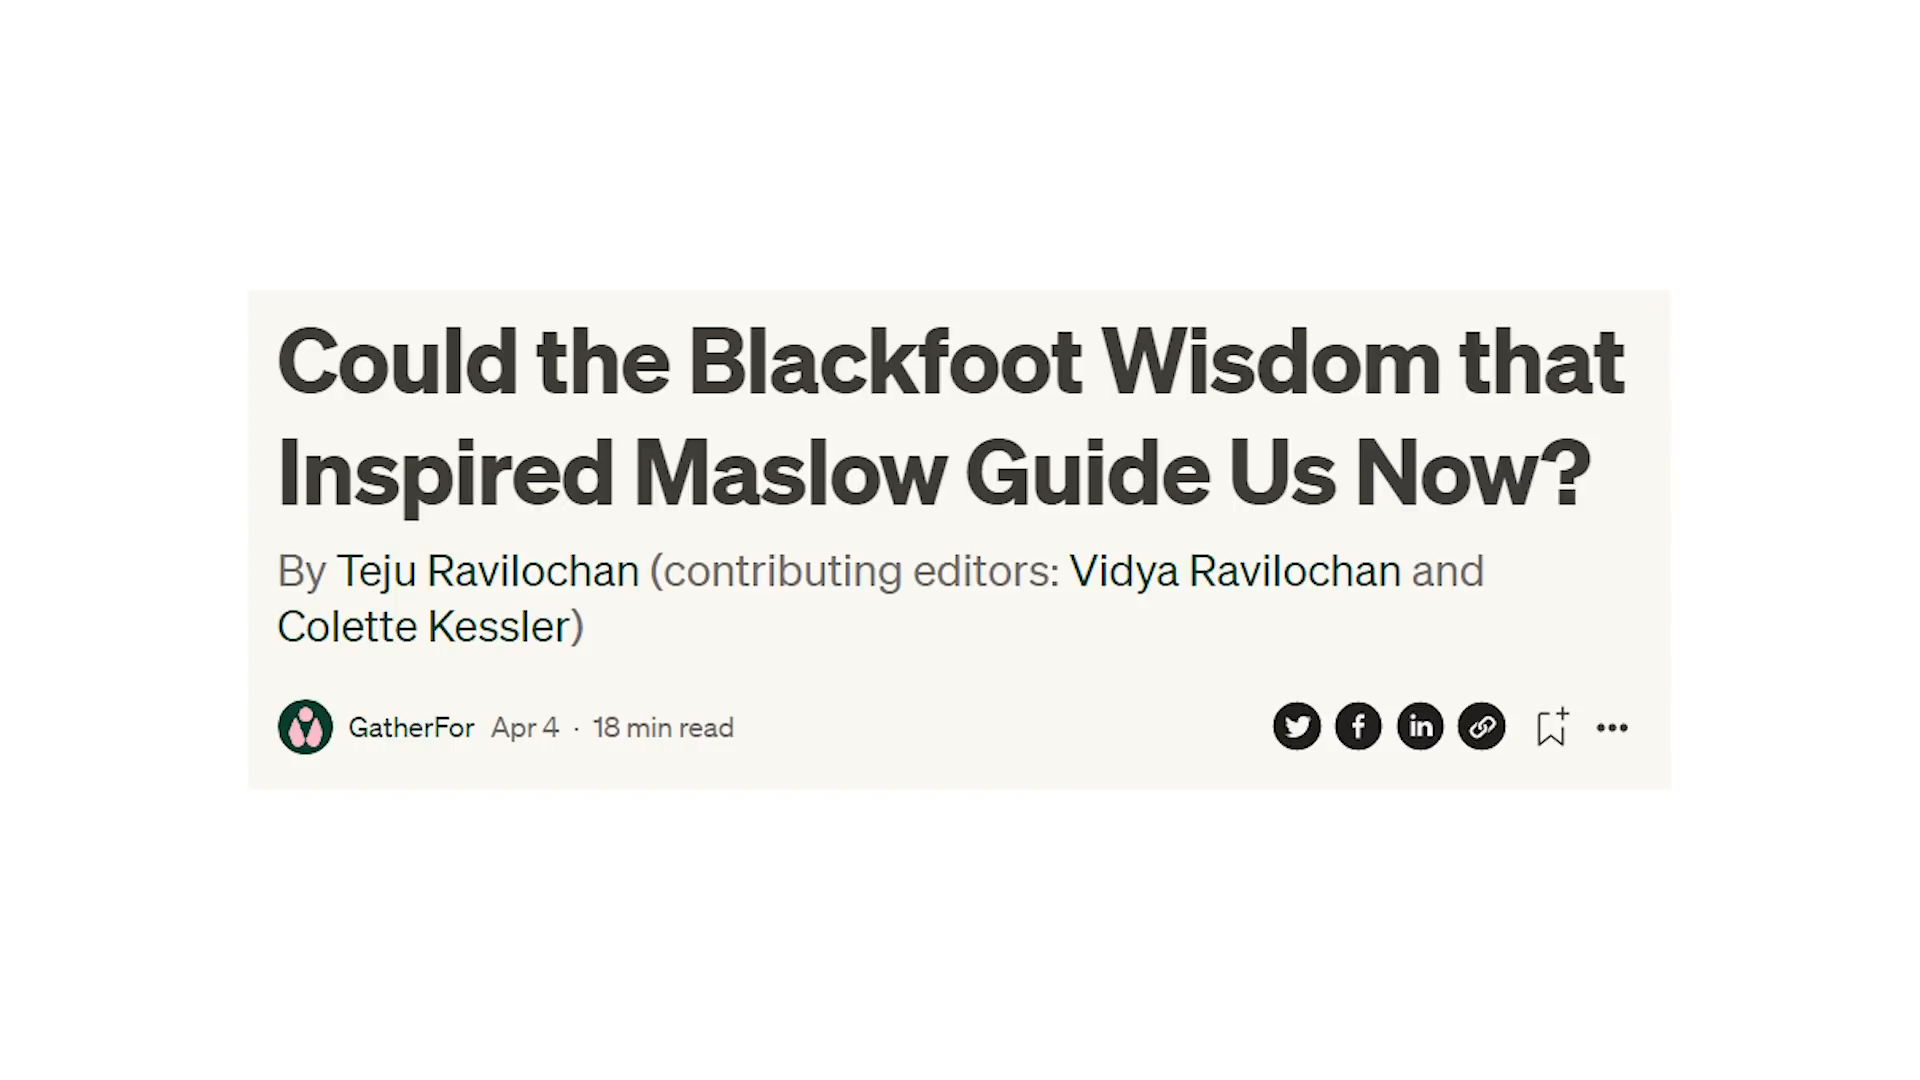 Could the Blackfoot Wisdom that
Inspired Maslow Guide Us Now?
By Teju Ravilochan (contributing editors: Vidya Ravilochan and
Colette Kessler)
GatherFor Apr 4 · 18 min read